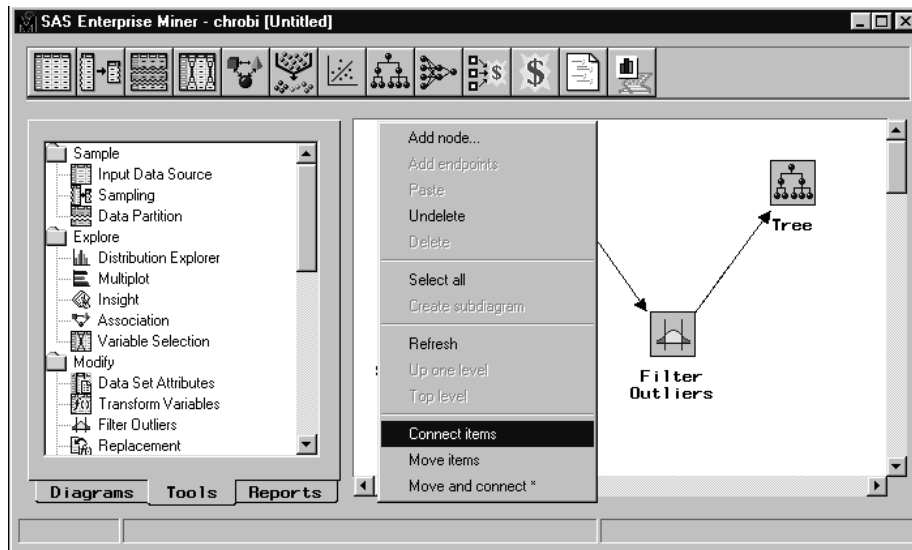 SAS Enterprise Miner - chrobi [Untitled]
Sample
Input Data Source
Sampling
Data Partition
Explore
Distribution Explorer
Multiplot
Insight
Association
Variable Selection
Modify
Data Set Attributes
Transform Variables
Filter Outliers
Replacement
Diagrams
Tools
Reports
Add node...
Add endpoints
Paste
Undelete
Delete
Select all
Create subdiagram
Refresh
Up one level
Top level
Connect items
Move items
Move and connect *
Tree
Filter
Outliers